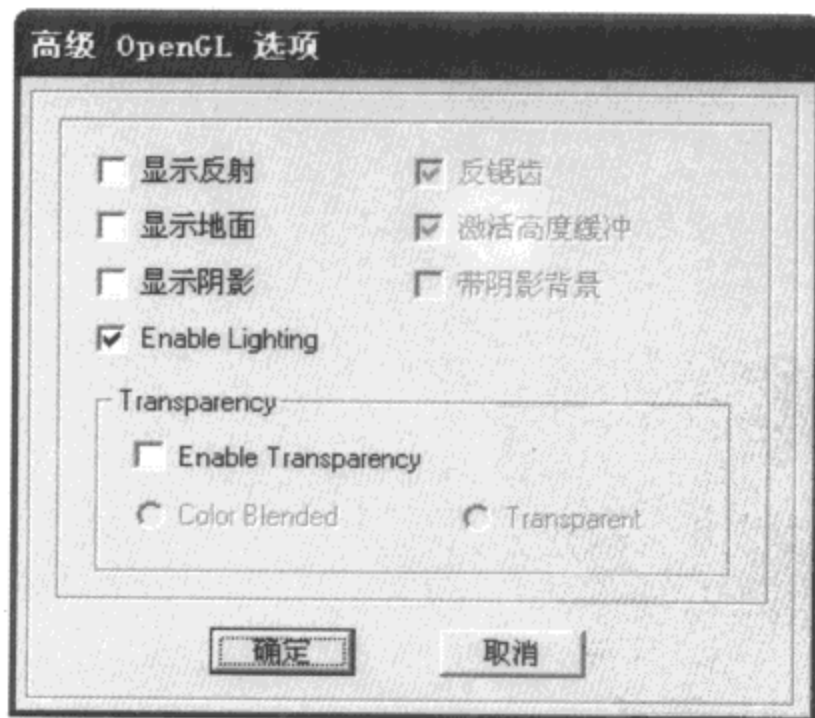 高级 OpenGL 选项
显示反射
反锯齿
显示地面
激活高度缓冲
显示阴影
带阴影背景
Enable Lighting
Transparency
Enable Transparency
Color Blended
Transparent
确定
取消